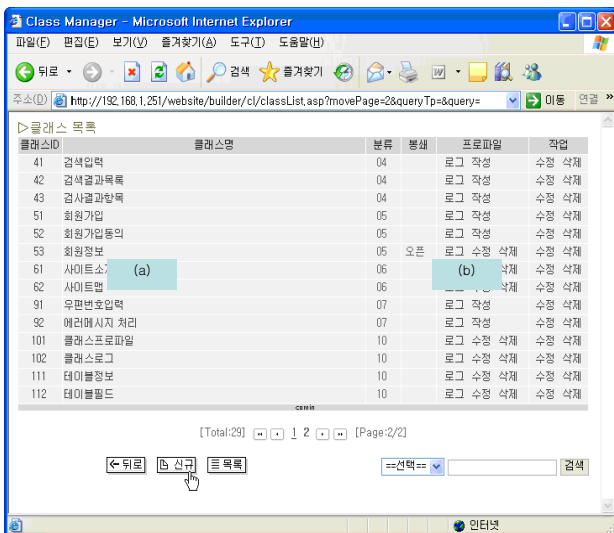 Class Manager - Microsoft Internet Explorer
파일(F) 편집(E) 보기(V) 즐겨찾기(A) 도구(T) 도움말(H)
뒤로 검색 즐겨찾기
주소(D) http://192,168,1,251/website/builder/cl/classList,asp?movePage=2&queryTp=&query= 이동 연결 »
▷클래스 목록
클래스ID 클래스명 분류 봉쇄 프로파일 작업
41 검색입력 04 로그 작성 수정 삭제
42 검색결과목록 04 로그 작성 수정 삭제
43 검사결과항목 04 로그 작성 수정 삭제
51 회원가입 05 로그 작성 수정 삭제
52 회원가입동의 05 로그 작성 수정 삭제
53 회원정보 05 오픈 로그 수정 삭제 수정 삭제
61 사이트소 (a) 06 (b) 삭제 수정 삭제
62 사이트맵 06 수정 삭제
91 우편번호입력 07 로그 작성 수정 삭제
92 에러메시지 처리 07 로그 작성 수정 삭제
101 클래스프로파일 10 로그 수정 삭제 수정 삭제
102 클래스로그 10 로그 수정 삭제 수정 삭제
111 테이블정보 10 로그 수정 삭제 수정 삭제
112 테이블필드 10 로그 수정 삭제 수정 삭제
[Total:29] 1 2 [Page:2/2]
뒤로 신규 목록 ==선택== 검색
인터넷